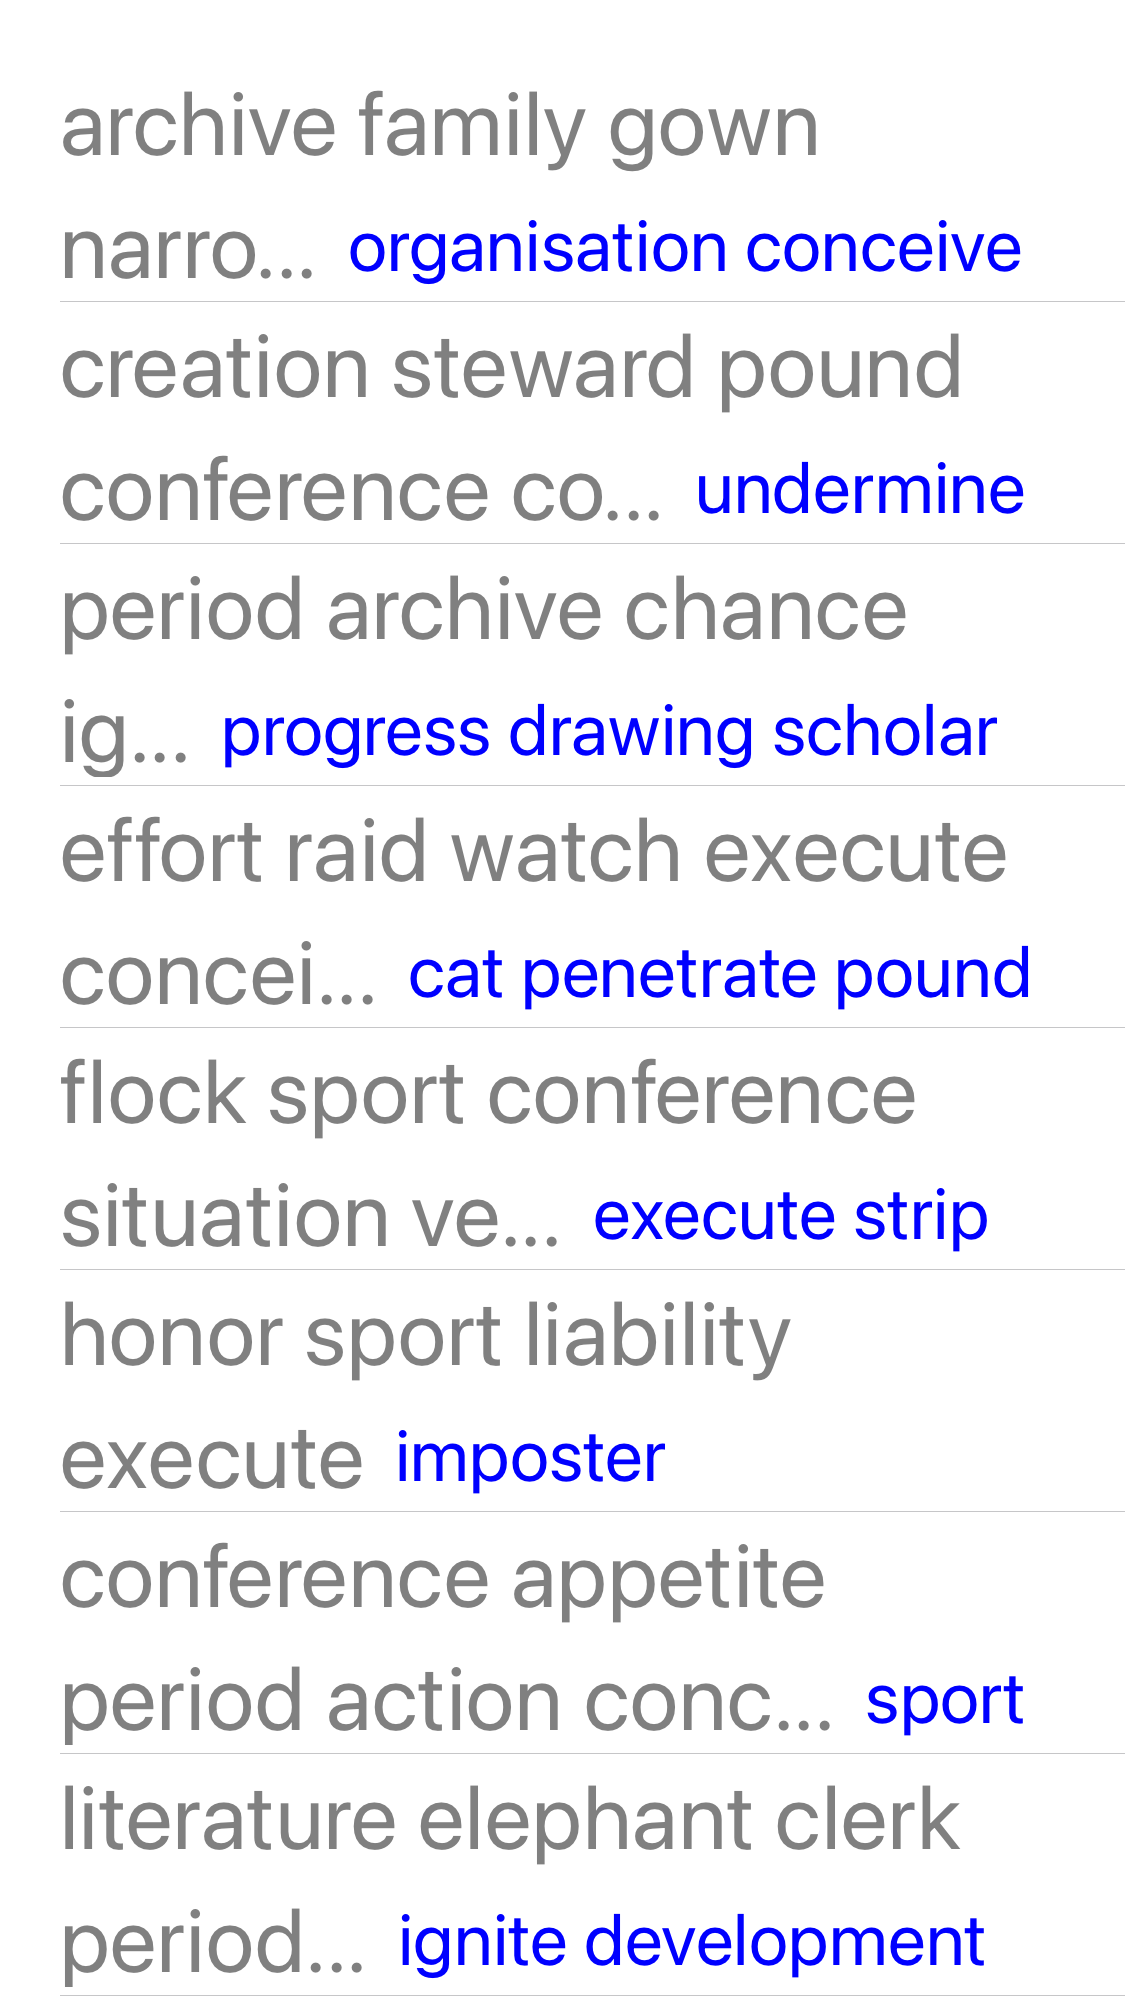 archive family gown
narro... organisation conceive
creation steward pound
conference co... undermine
period archive chance
ig... progress drawing scholar
effort raid watch execute
concei... cat penetrate pound
flock sport conference
situation ve... execute strip
honor sport liability
execute imposter
conference appetite
period action conc... sport
literature elephant clerk
period... ignite development